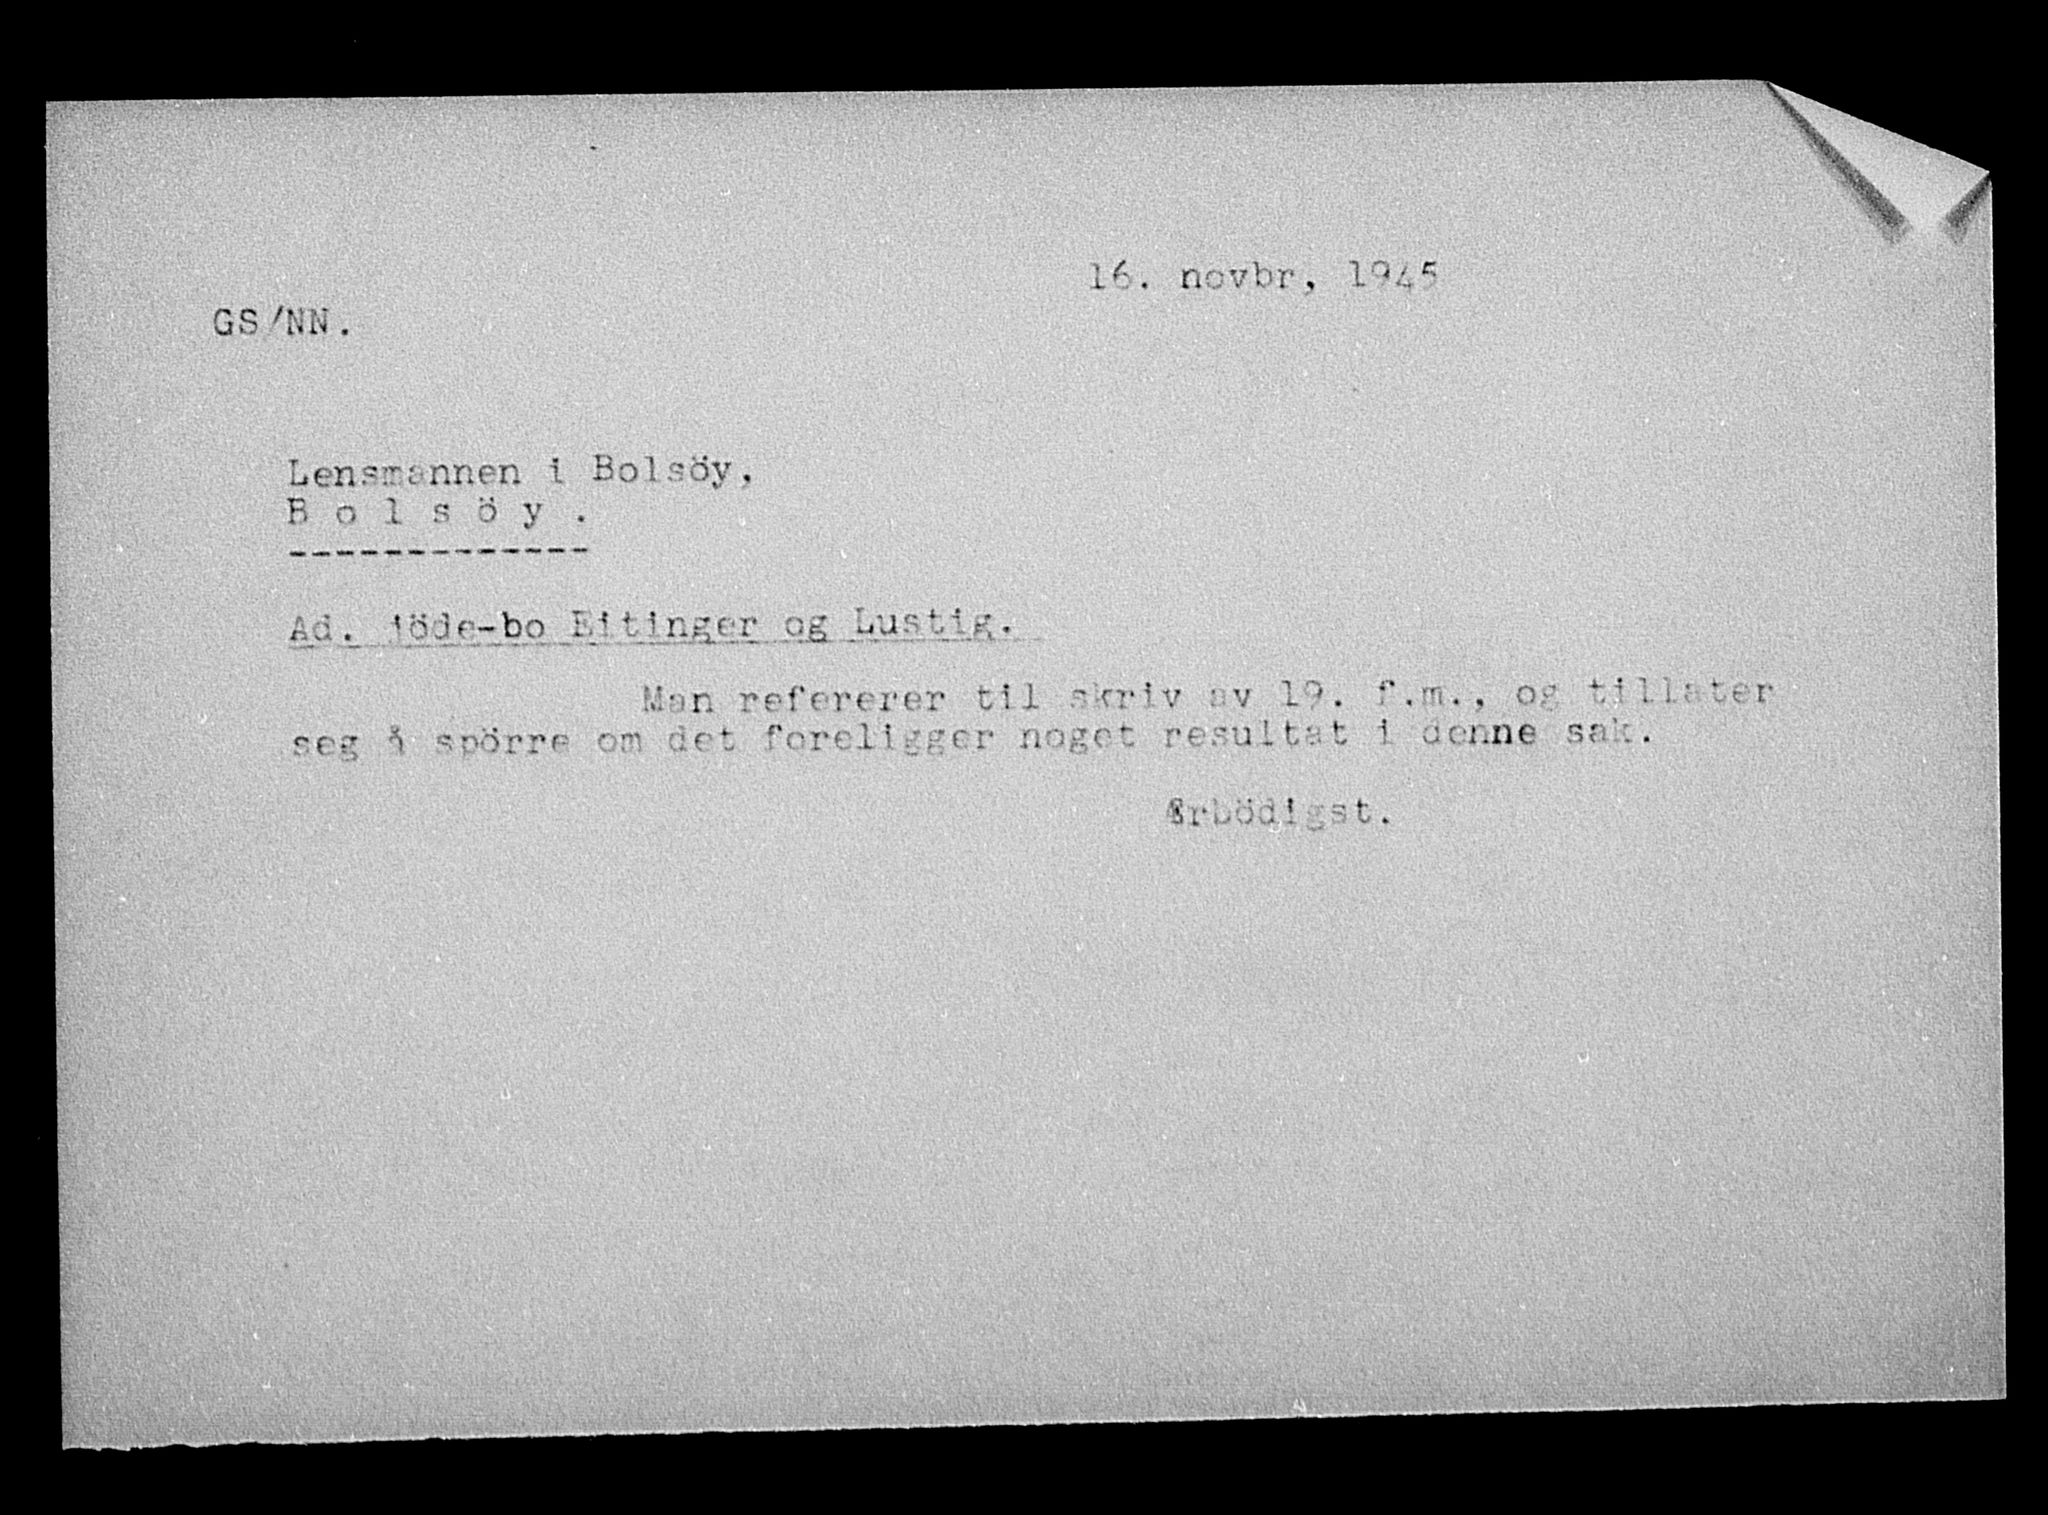 16. novbr, 1945
GS/NN.
Lensmannen i Bolsöy,
B o l s ö y .
-------------
Ad. jöde-bo Eitinger og Lustig.
Man refererer til skriv av 19. f.m., og tillater
seg å spörre om det foreligger noget resultat i denne sak.
Ærbödigst.